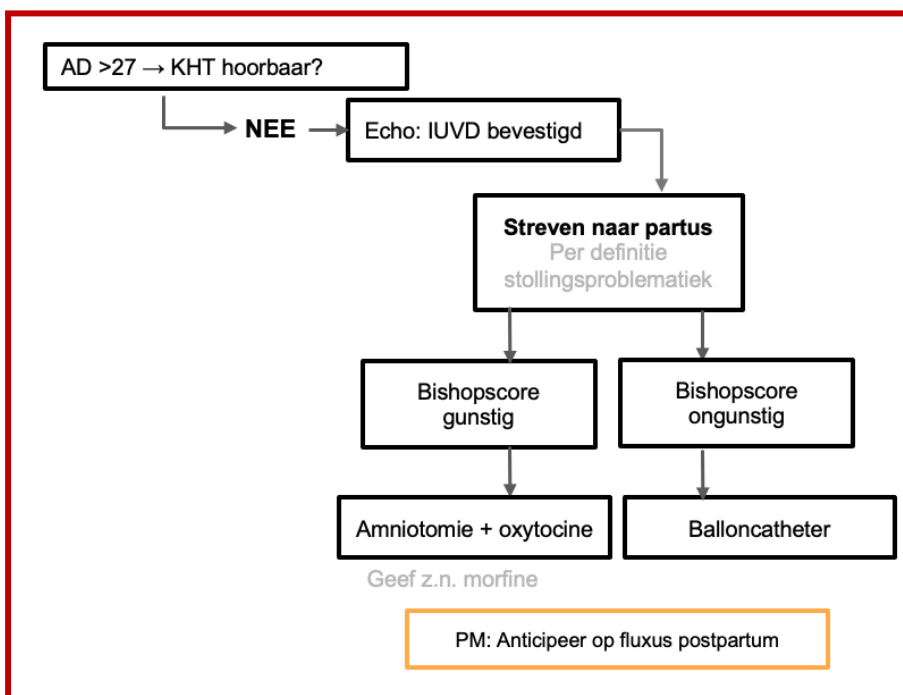 AD >27 → KHT hoorbaar?
NEE
Echo: IUVD bevestigd
Streven naar partus
Per definitie
stollingsproblematiek
Bishopscore
gunstig
Bishopscore
ongunstig
Amniotomie + oxytocine
Balloncatheter
Geef z.n. morfine
PM: Anticipeer op fluxus postpartum